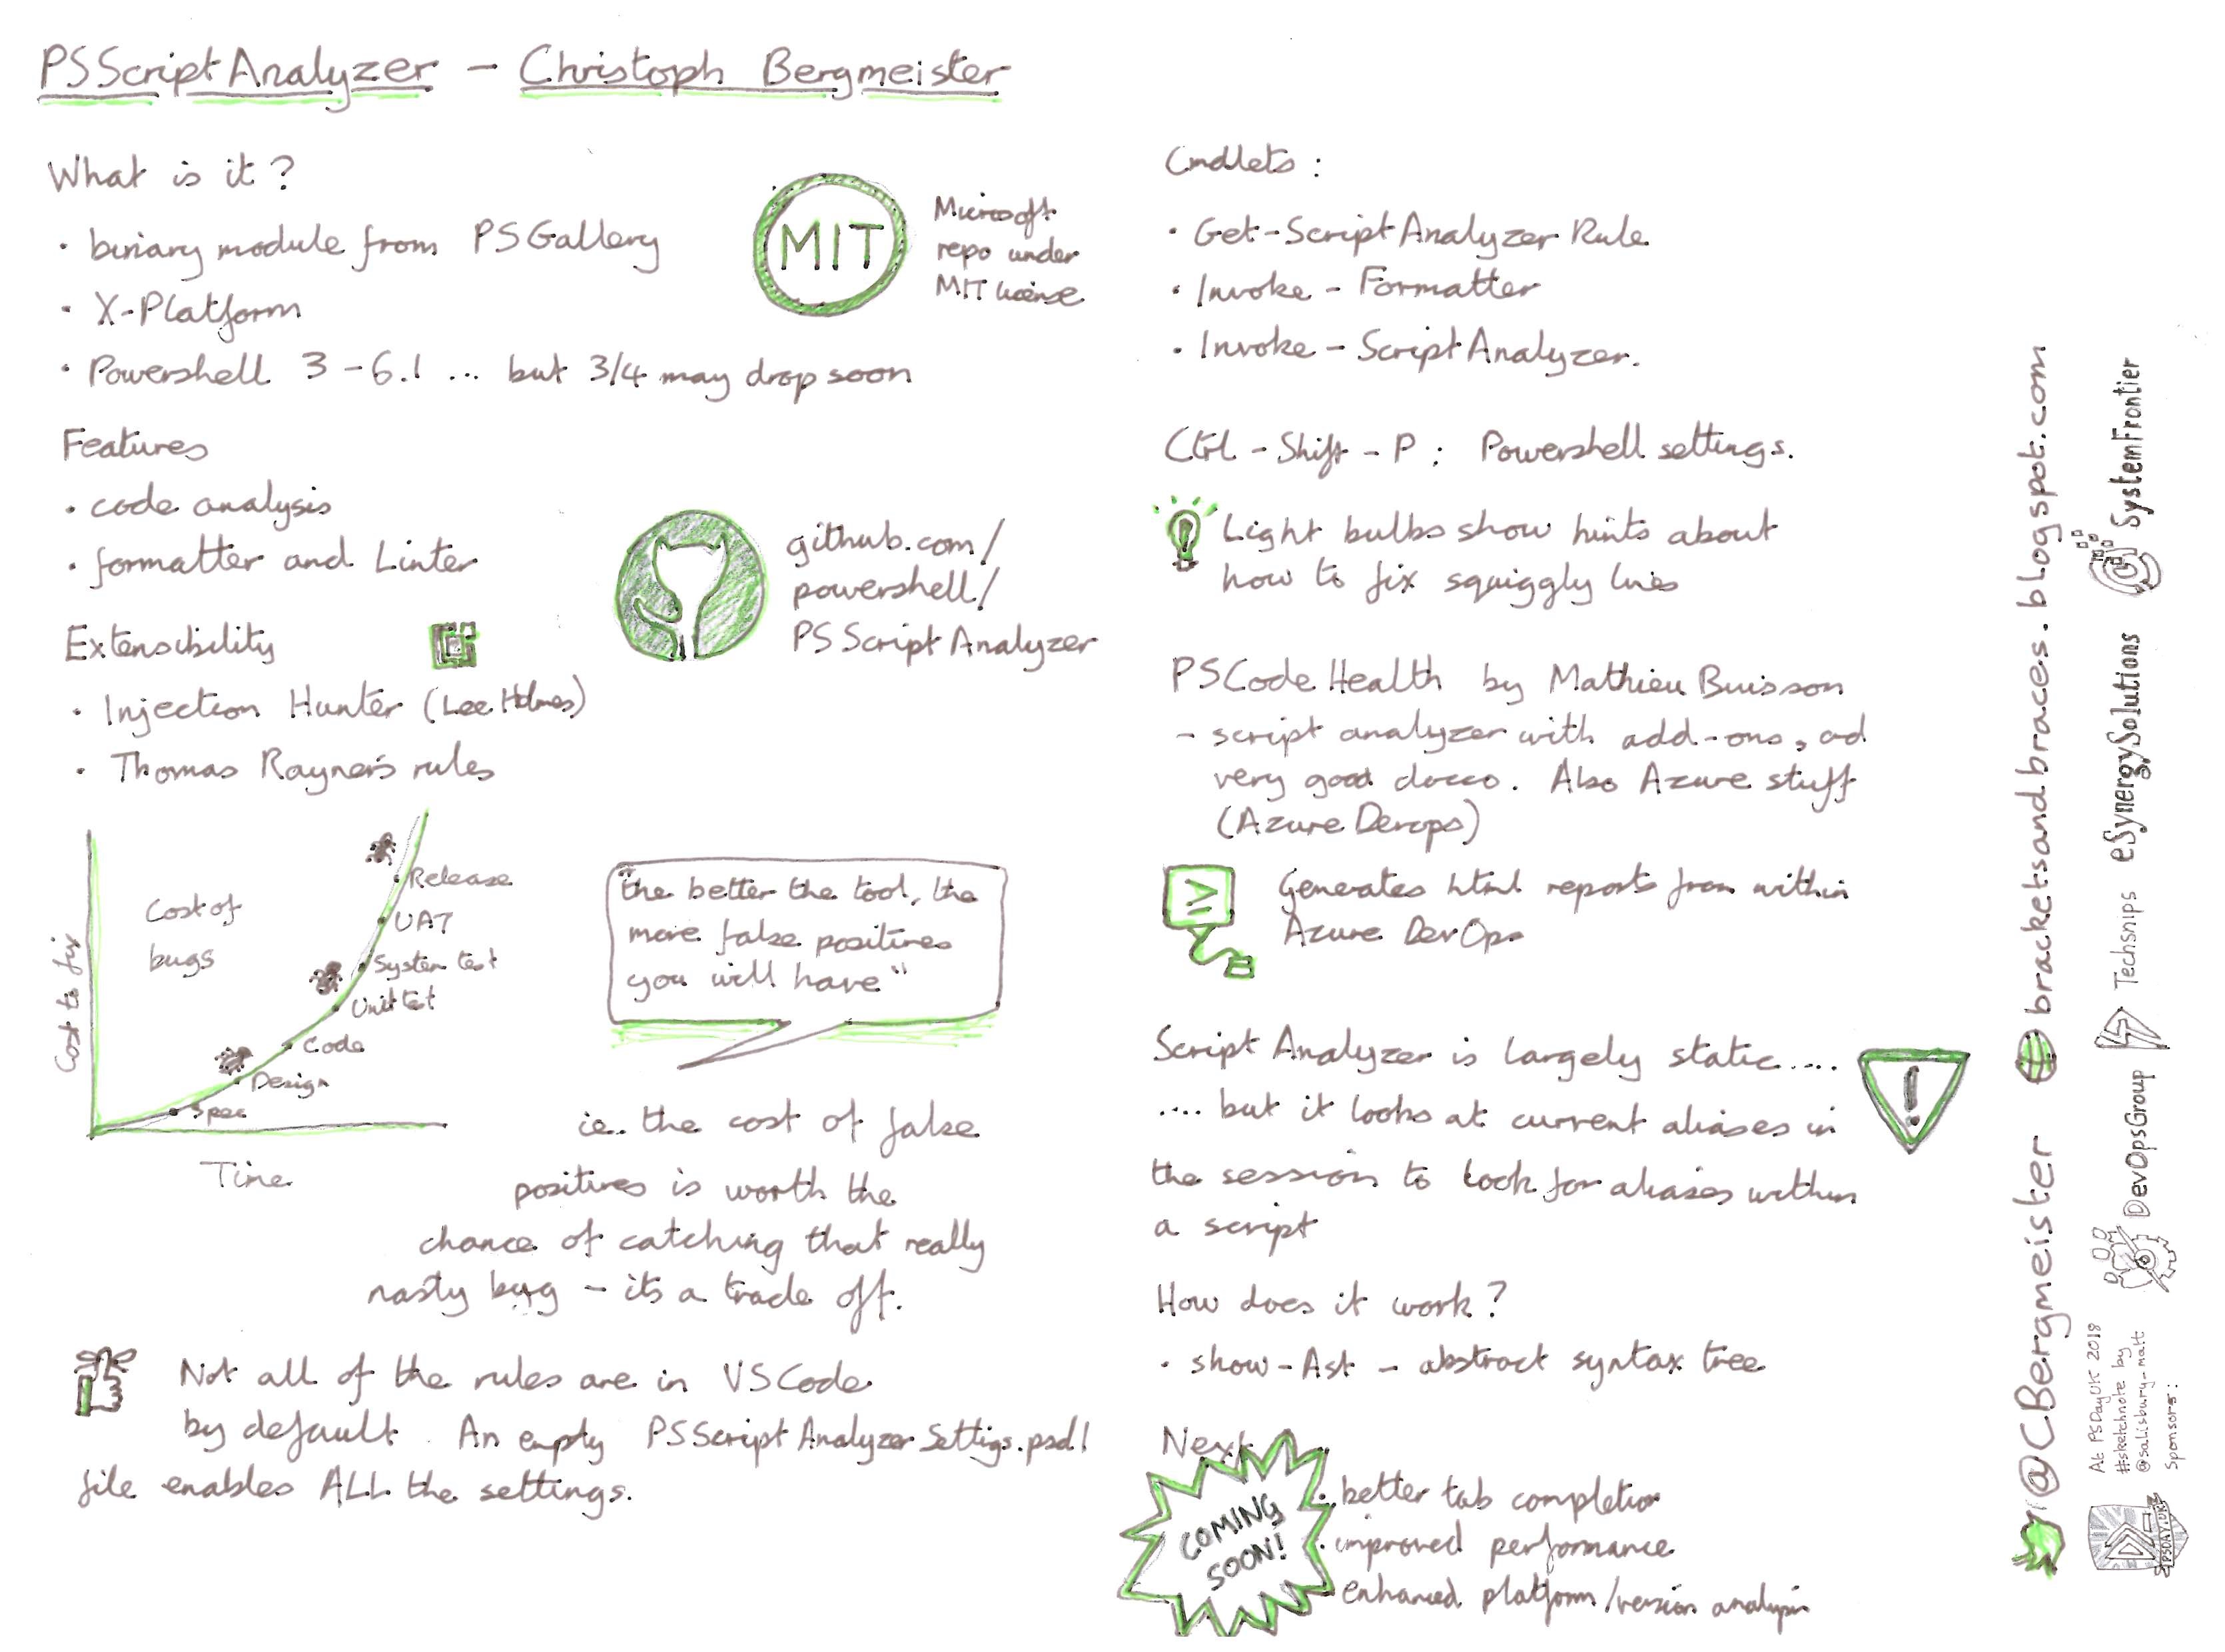 PSScriptAnalyzer - Christoph Bergmeister
What is it?
• binary module from PSGallery
• X-Platform
• Powershell 3-6.1 ... but 3/4 may drop soon
MIT
Microsoft
repo under
MIT license
Features
• code analysis
• formatter and Linter
github.com/
powershell/
PSScriptAnalyzer
Extensibility
• Injection Hunter (Lee Holmes)
• Thomas Rayner's rules
Cost to fix
Cost of
bugs
Release
UAT
System test
Unit test
Code
Design
Spec
Time
"the better the tool, the
more false positives
you will have"
ie. the cost of false
positives is worth the
chance of catching that really
nasty bug - its a trade off.
Not all of the rules are in VSCode
by default. An empty PSScriptAnalyzerSettigs.psd1
file enables ALL the settings.
Cmdlets:
• Get-ScriptAnalyzerRule
• Invoke-Formatter
• Invoke-ScriptAnalyzer.
Ctrl-Shift-P: Powershell settings.
Light bulbs show hints about
how to fix squiggly lines
PSCodeHealth by Mathieu Buisson
- script analyzer with add-ons, ad
very good docco. Also Azure stuff
(Azure Devops)
Generates html reports from within
Azure DevOps
Script Analyzer is largely static....
.... but it looks at current aliases in
the session to look for aliases within
a script
!
How does it work?
• show-Ast - abstract syntax tree
Next
COMING
SOON!
• better tab completion
• improved performance
• enhanced platform/version analysis
@CBergmeister bracketsandbraces.blogspot.com
At PSDayUK 2018
#sketchnote by
@salisbury_matt
Sponsors:
PSDAY.UK
DevOpsGroup
Techsnips
eSynergySolutions
SystemFrontier